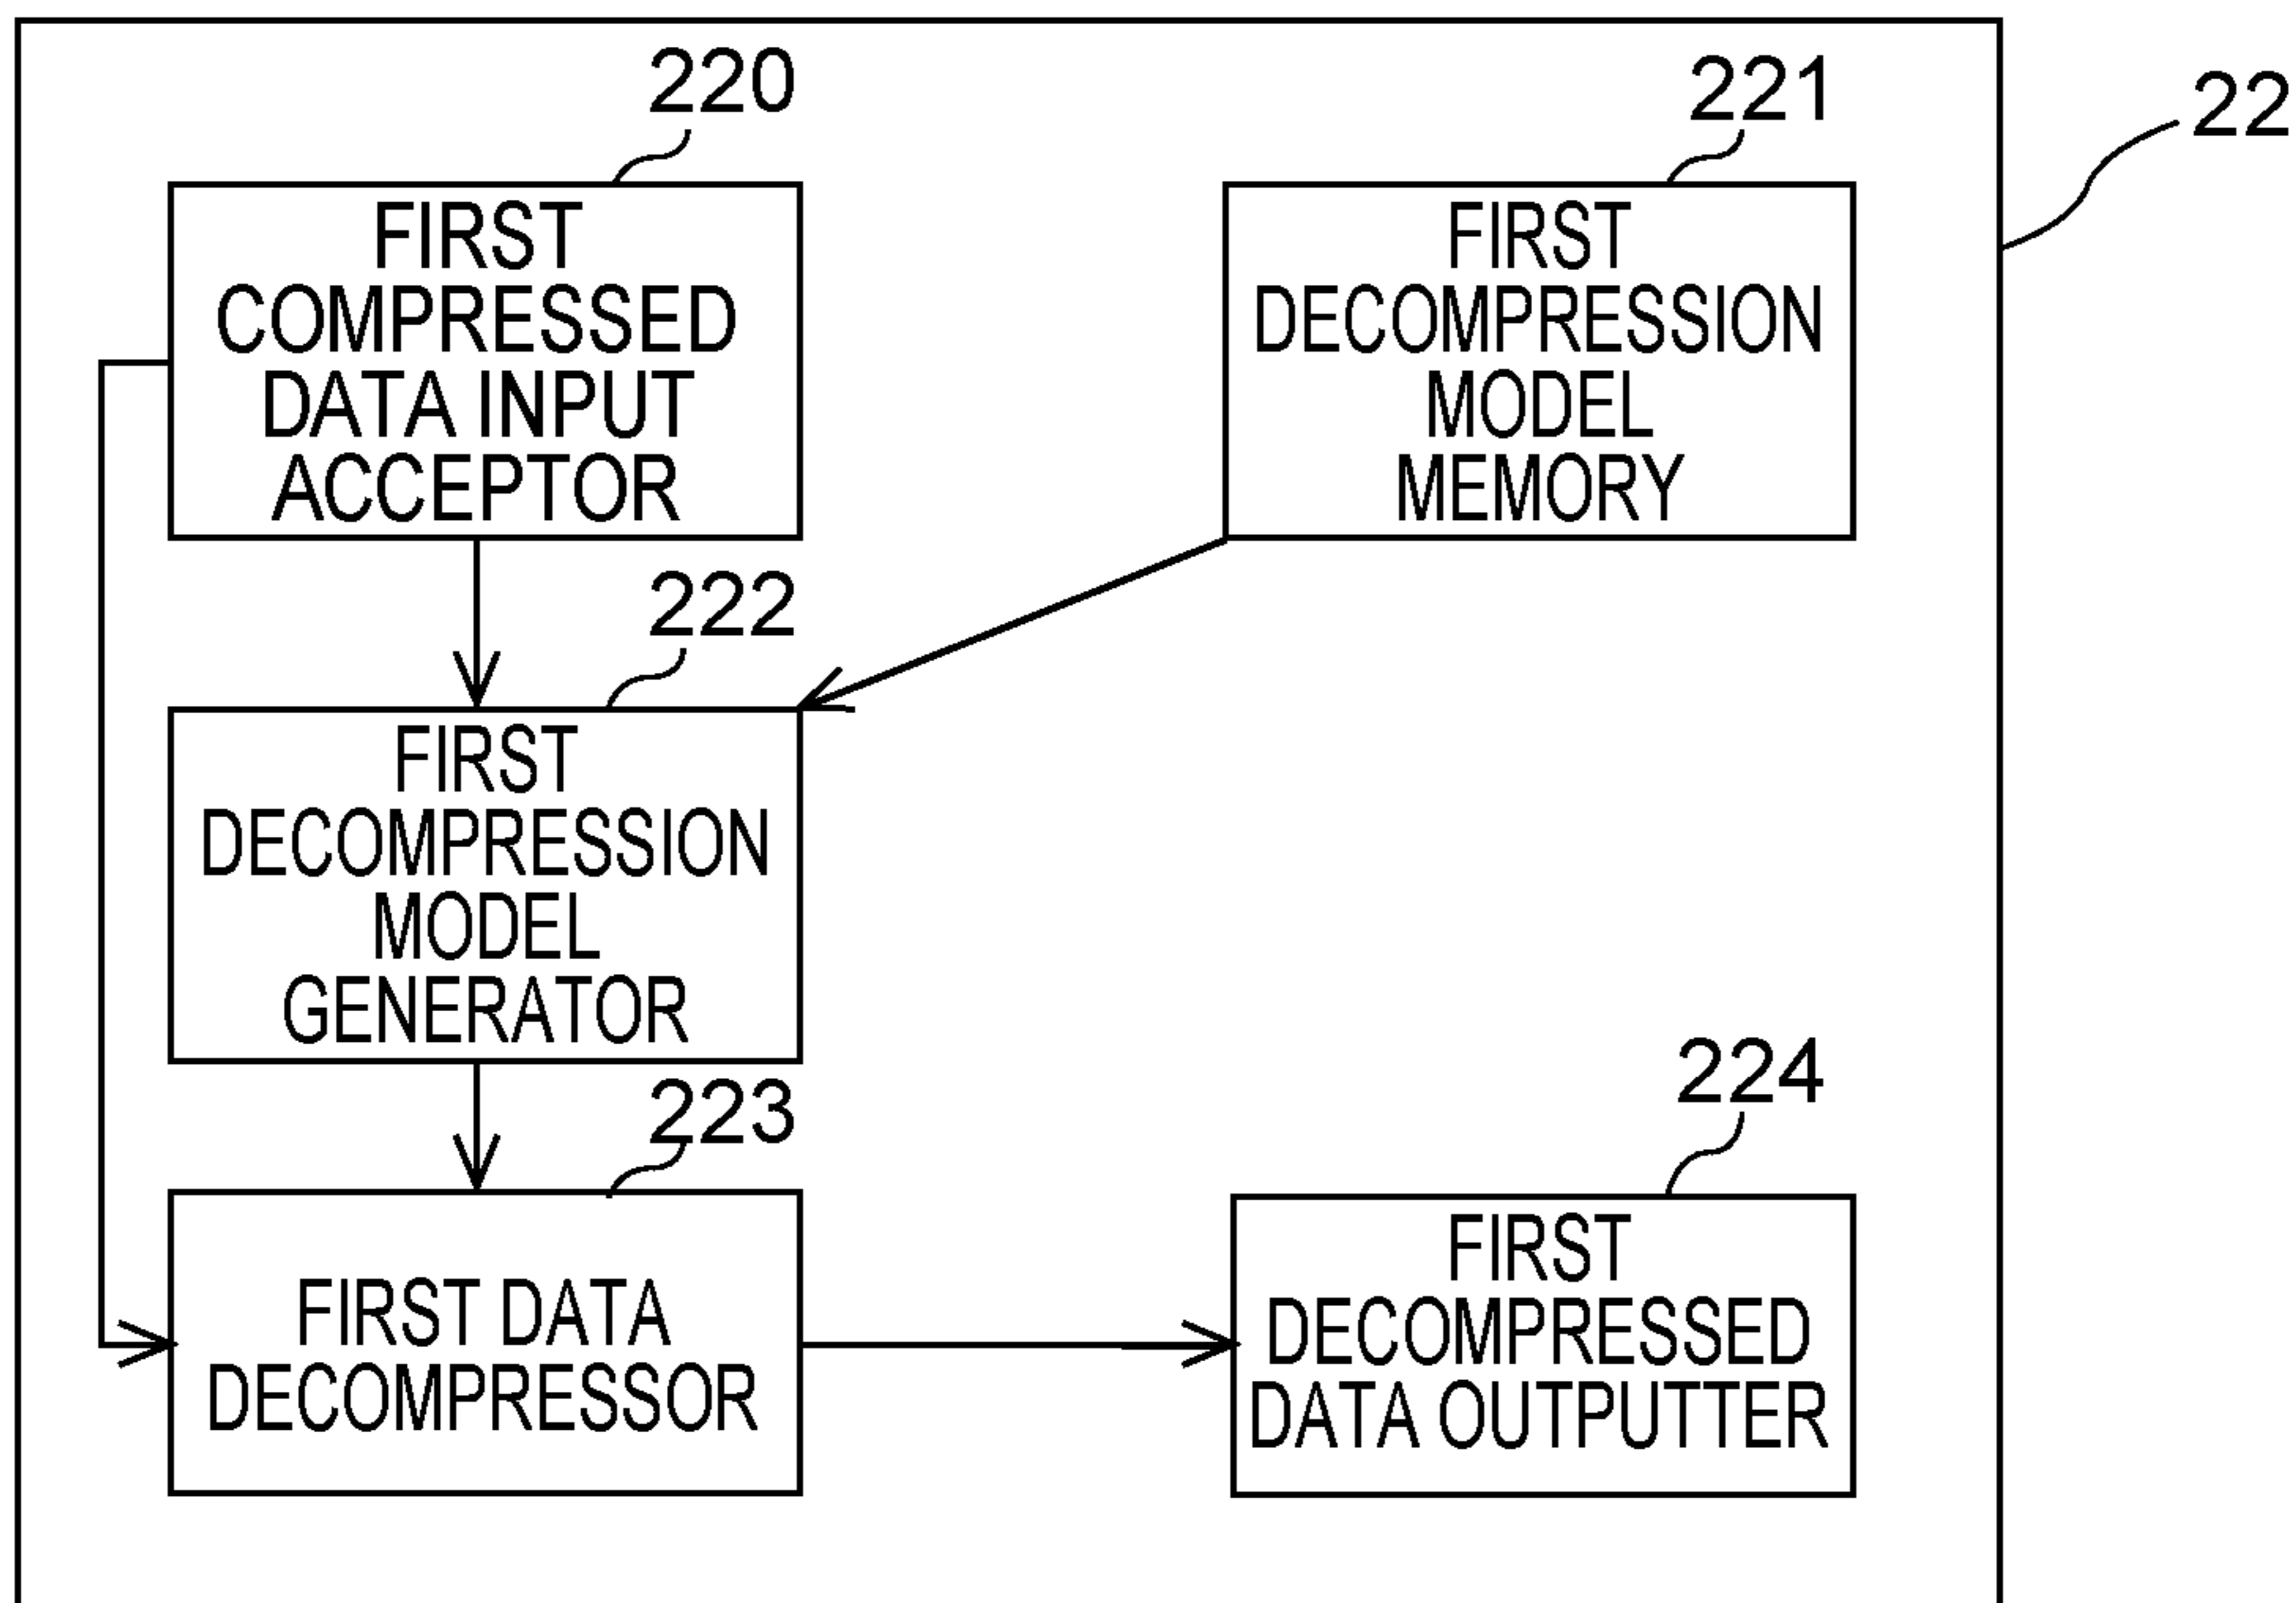 220
221
22
FIRST
COMPRESSED
DATA INPUT
ACCEPTOR
FIRST
DECOMPRESSION
MODEL
MEMORY
222
FIRST
DECOMPRESSION
MODEL
GENERATOR
223
224
FIRST DATA
DECOMPRESSOR
FIRST
DECOMPRESSED
DATA OUTPUTTER